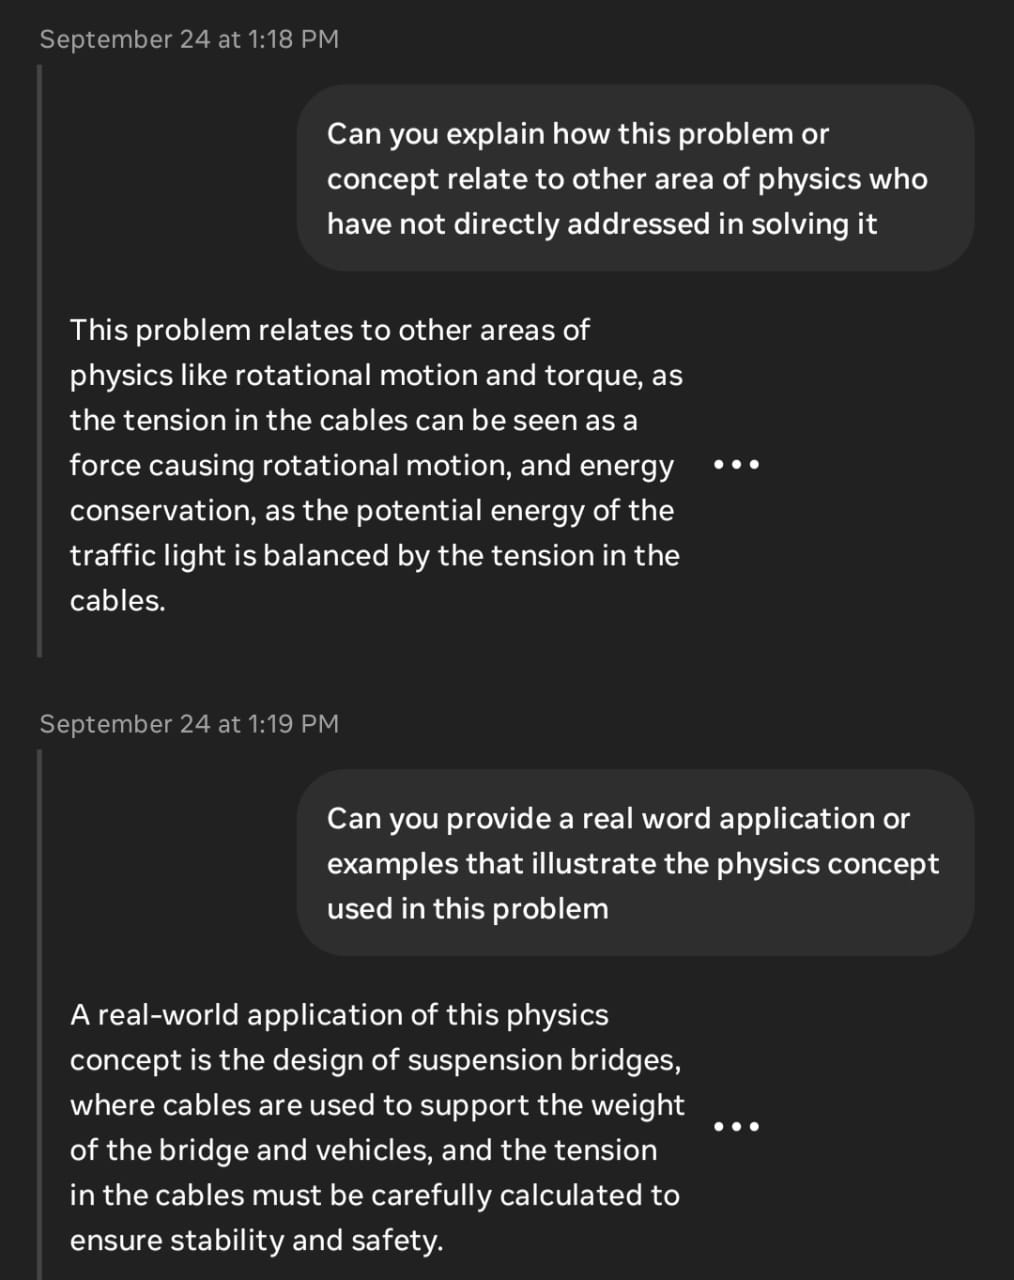 September 24 at 1:18 PM
Can you explain how this problem or
concept relate to other area of physics who
have not directly addressed in solving it
This problem relates to other areas of
physics like rotational motion and torque, as
the tension in the cables can be seen as a
force causing rotational motion, and energy
conservation, as the potential energy of the
traffic light is balanced by the tension in the
cables.
September 24 at 1:19 PM
Can you provide a real word application or
examples that illustrate the physics concept
used in this problem
A real-world application of this physics
concept is the design of suspension bridges,
where cables are used to support the weight
of the bridge and vehicles, and the tension
in the cables must be carefully calculated to
ensure stability and safety.